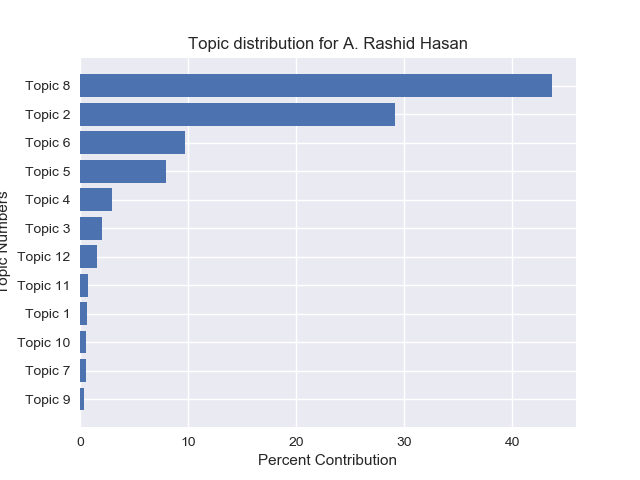 Topic distribution for A. Rashid Hasan
Topic 8
Topic 2
Topic 6
Topic 5
Topic 4
Topic 3
Topic 12
Topic 11
Topic 1
Topic 10
Topic 7
Topic 9
Topic Numbers
0 10 20 30 40
Percent Contribution